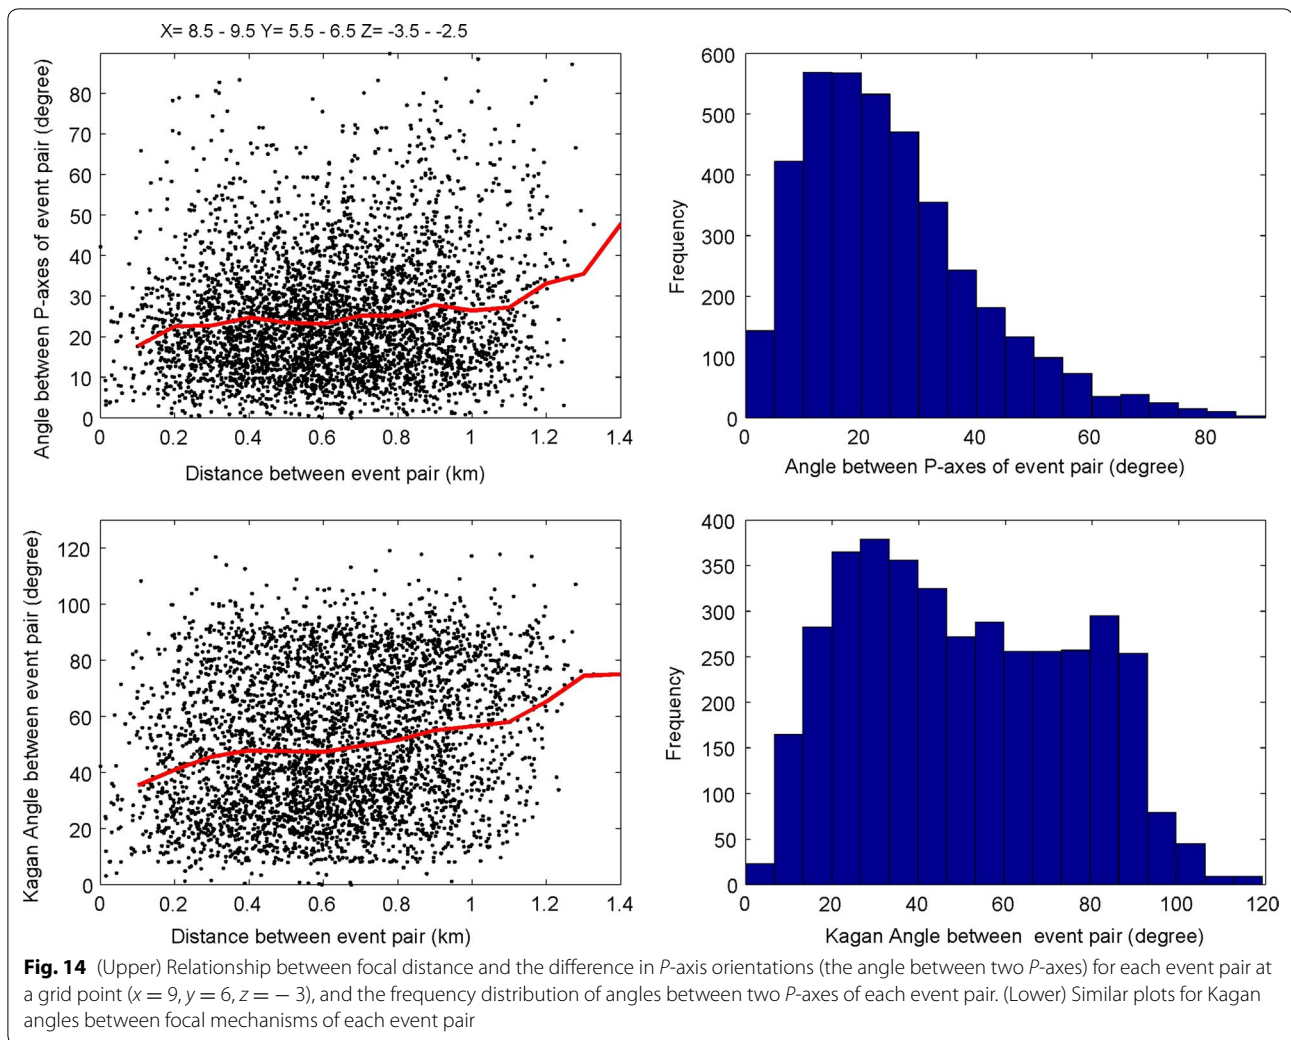 X= 8.5 - 9.5 Y= 5.5 - 6.5 Z= -3.5 - -2.5
Angle between P-axes of event pair (degree)
80
70
60
50
40
30
20
10
0
0 0.2 0.4 0.6 0.8 1 1.2 1.4
Distance between event pair (km)
Frequency
600
500
400
300
200
100
0
0 20 40 60 80
Angle between P-axes of event pair (degree)
Kagan Angle between event pair (degree)
120
100
80
60
40
20
0
0 0.2 0.4 0.6 0.8 1 1.2 1.4
Distance between event pair (km)
Frequency
400
350
300
250
200
150
100
50
0
0 20 40 60 80 100 120
Kagan Angle between event pair (degree)
Fig. 14 (Upper) Relationship between focal distance and the difference in P-axis orientations (the angle between two P-axes) for each event pair at
a grid point (x = 9, y = 6, z = − 3), and the frequency distribution of angles between two P-axes of each event pair. (Lower) Similar plots for Kagan
angles between focal mechanisms of each event pair